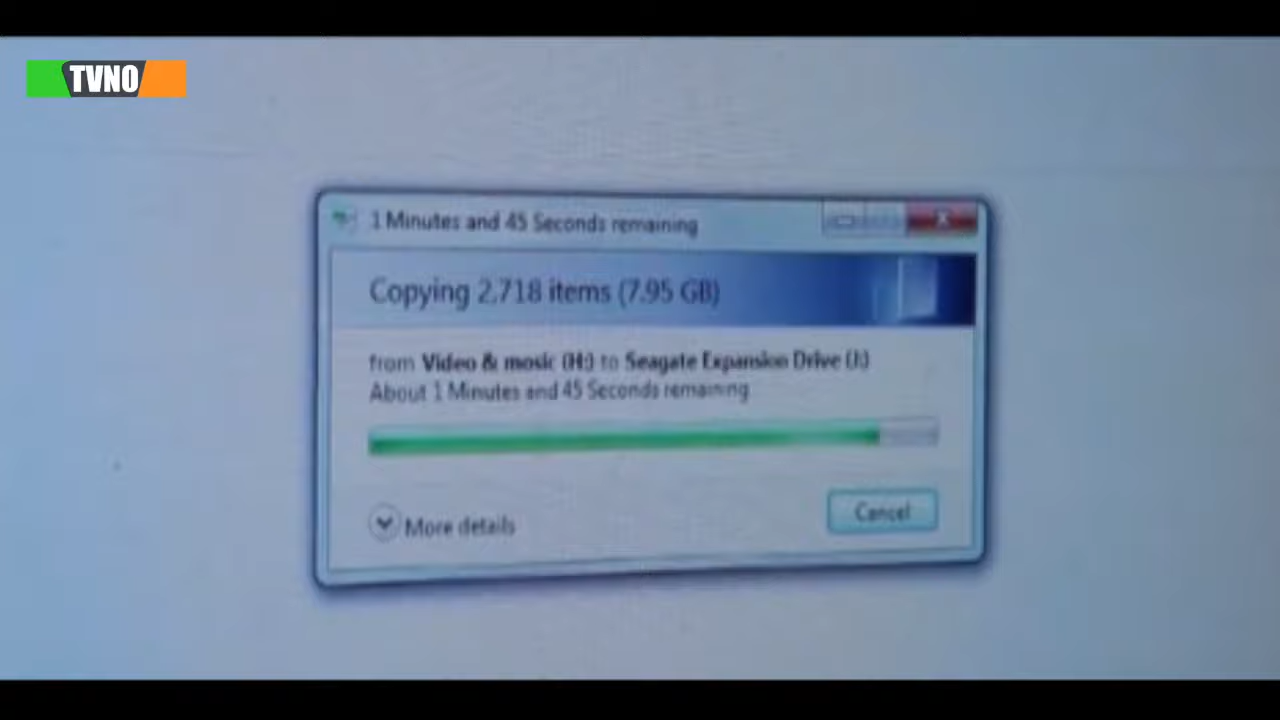 TVNO
1 Minutes and 45 Seconds remaining
Copying 2,718 items (7.95 GB)
from Video & mosic (H:) to Seagate Expansion Drive (J:)
About 1 Minutes and 45 Seconds remaining
More details
Cancel